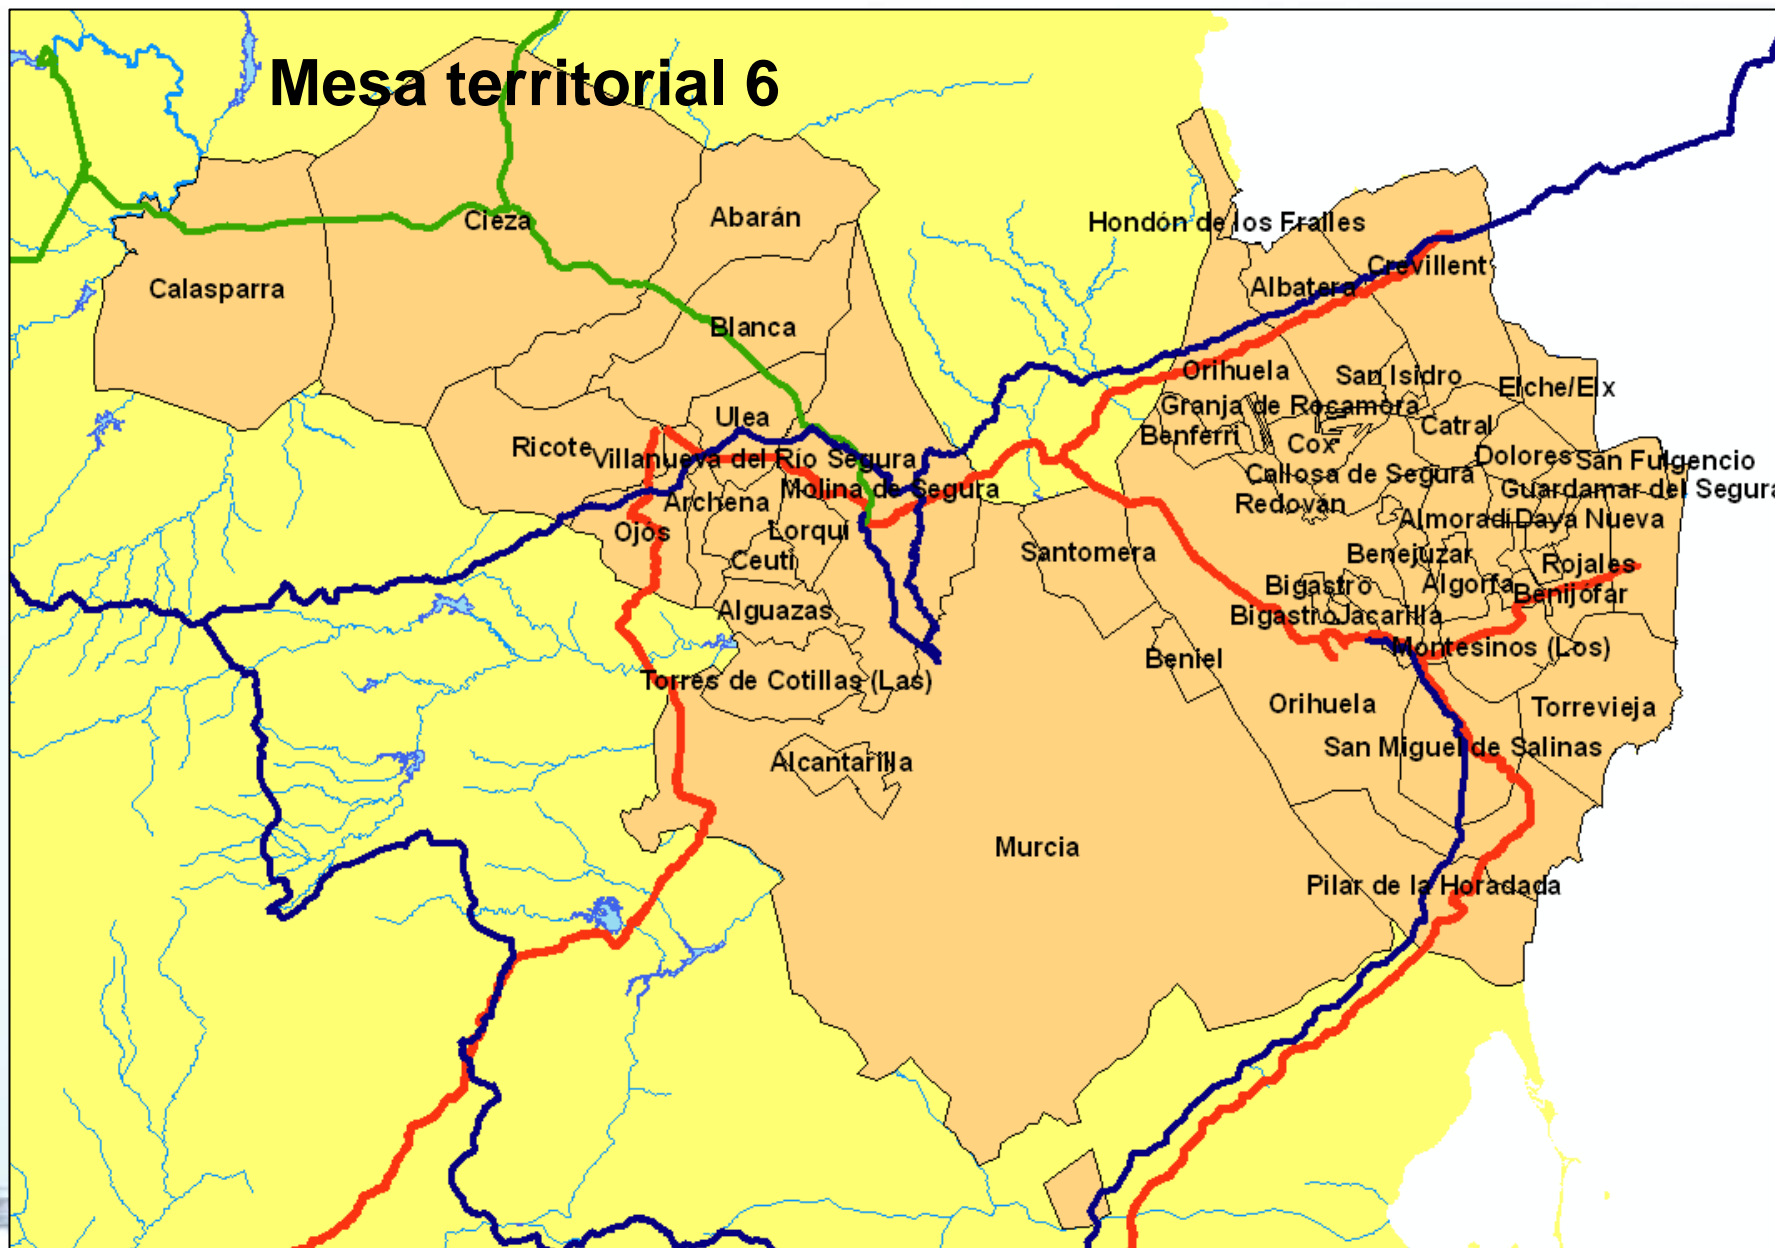 Mesa territorial 6
Cieza
Abarán
Hondón de los Frailes
Crevillent
Calasparra
Albatera
Blanca
Orihuela
San Isidro
Elche/Elx
Granja de Rocamora
Ulea
Catral
Benferri
Cox
Ricote
Villanueva del Río Segura
Dolores
San Fulgencio
Callosa de Segura
Molina de Segura
Guardamar del Segura
Archena
Redován
Almoradí
Daya Nueva
Ojós
Lorquí
Santomera
Benejúzar
Ceutí
Rojales
Bigastro
Algorfa
Benijófar
Alguazas
Bigastro
Jacarilla
Montesinos (Los)
Beniel
Torres de Cotillas (Las)
Orihuela
Torrevieja
San Miguel de Salinas
Alcantarilla
Murcia
Pilar de la Horadada